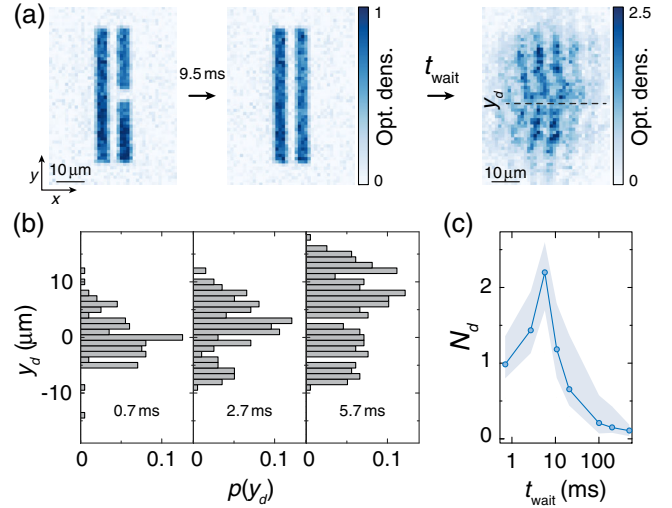 (a)
9.5 ms
t_wait
y
x
10 μm
1
Opt. dens.
0
y_d
10 μm
2.5
Opt. dens.
0
(b)
y_d (μm)
10
0
-10
0.7 ms
2.7 ms
5.7 ms
0
0.1
0
0.1
0
0.1
p(y_d)
(c)
N_d
2
1
0
1
10
100
t_wait (ms)